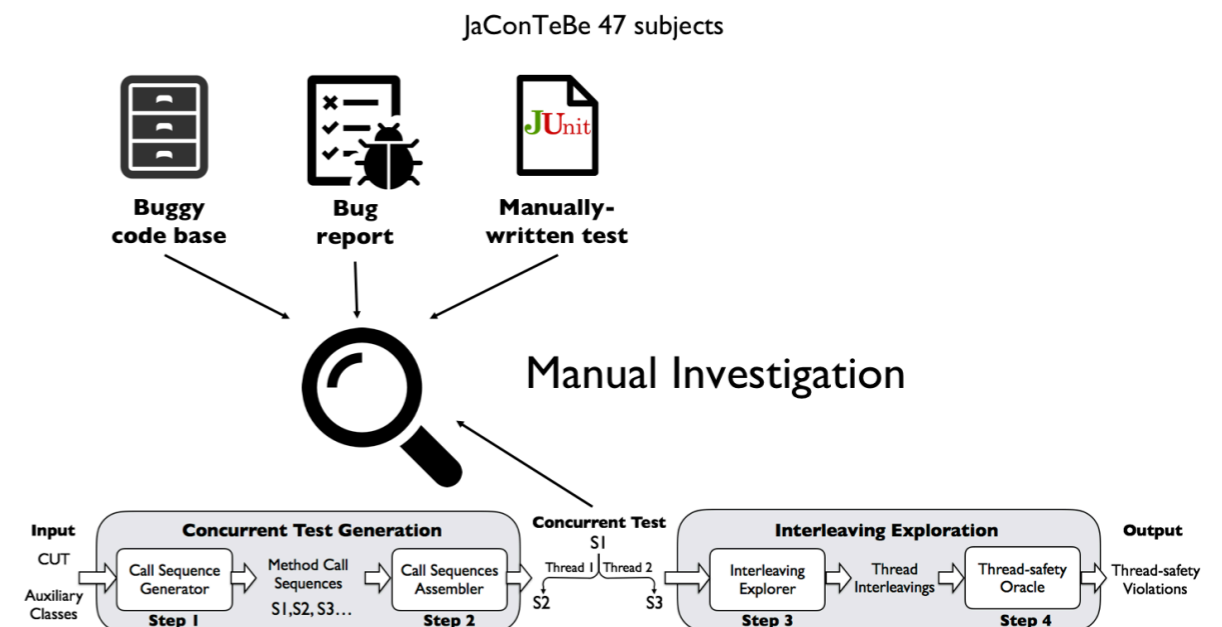 JaConTeBe 47 subjects
JUnit
Buggy
code base
Bug
report
Manually-
written test
Manual Investigation
Input
CUT
Auxiliary
Classes
Concurrent Test Generation
Call Sequence
Generator
Step 1
Method Call
Sequences
S1,S2, S3...
Call Sequences
Assembler
Step 2
Concurrent Test
S1
Thread 1
Thread 2
S2
S3
Interleaving Exploration
Interleaving
Explorer
Step 3
Thread
Interleavings
Thread-safety
Oracle
Step 4
Output
Thread-safety
Violations